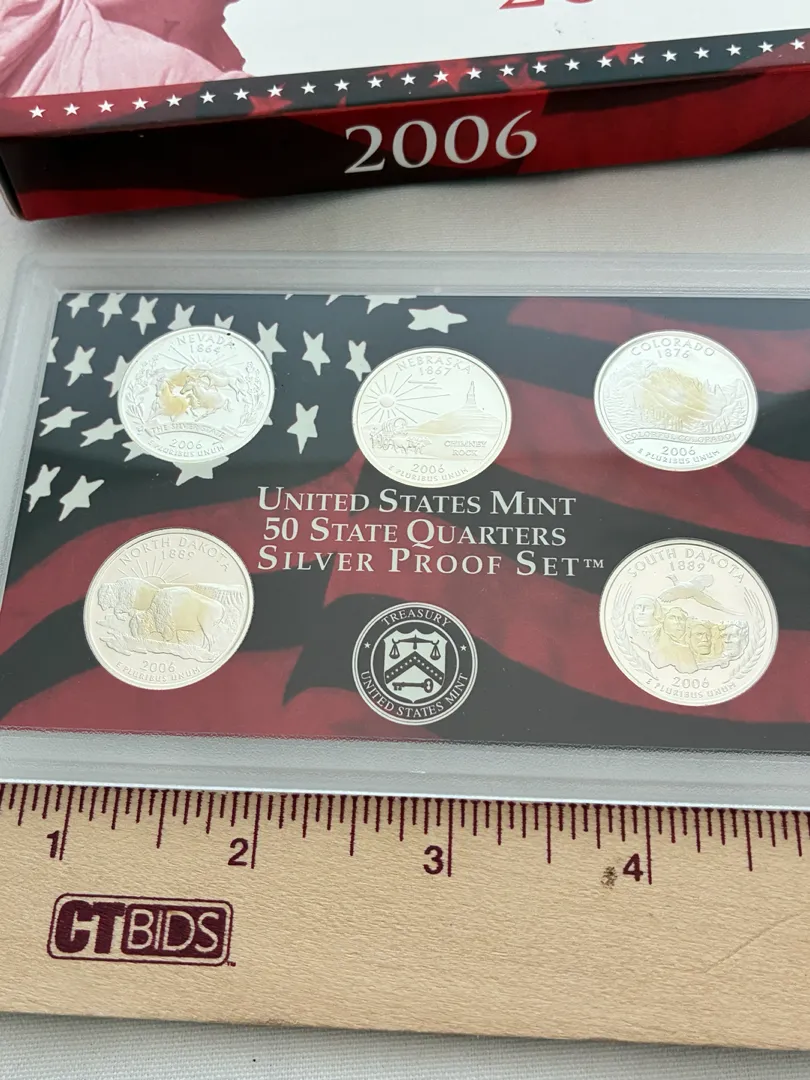 2006
NEVADA
1864
THE SILVER STATE
2006
E PLURIBUS UNUM
NEBRASKA
1867
CHIMNEY
ROCK
2006
E PLURIBUS UNUM
COLORADO
1876
COLORFUL COLORADO
2006
E PLURIBUS UNUM
UNITED STATES MINT
50 STATE QUARTERS
SILVER PROOF SET™
NORTH DAKOTA
1889
2006
E PLURIBUS UNUM
TREASURY
UNITED STATES MINT
SOUTH DAKOTA
1889
2006
E PLURIBUS UNUM
1 2 3 4
CTBIDS™